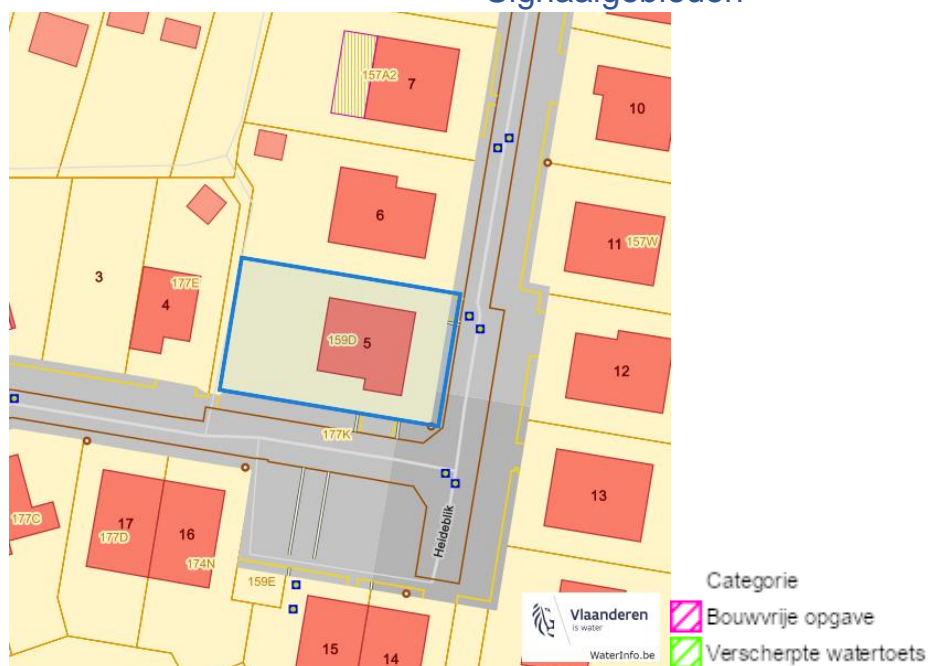 Signaalgebieden
157A2
7
10
6
11 157W
3
177E
4
159D 5
12
177K
13
177C
17
177D
16
174N
Heideblik
159E
15
14
Vlaanderen
is water
WaterInfo.be
Categorie
Bouwvrije opgave
Verscherpte watertoets